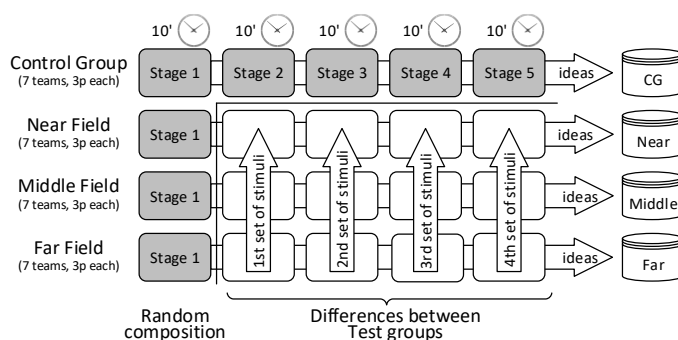 10' 10' 10' 10' 10'
Control Group
(7 teams, 3p each)
Stage 1 Stage 2 Stage 3 Stage 4 Stage 5 ideas CG
Near Field
(7 teams, 3p each)
Stage 1 ideas Near
Middle Field
(7 teams, 3p each)
Stage 1 ideas Middle
Far Field
(7 teams, 3p each)
Stage 1 ideas Far
1st set of stimuli
2nd set of stimuli
3rd set of stimuli
4th set of stimuli
Random
composition
Differences between
Test groups